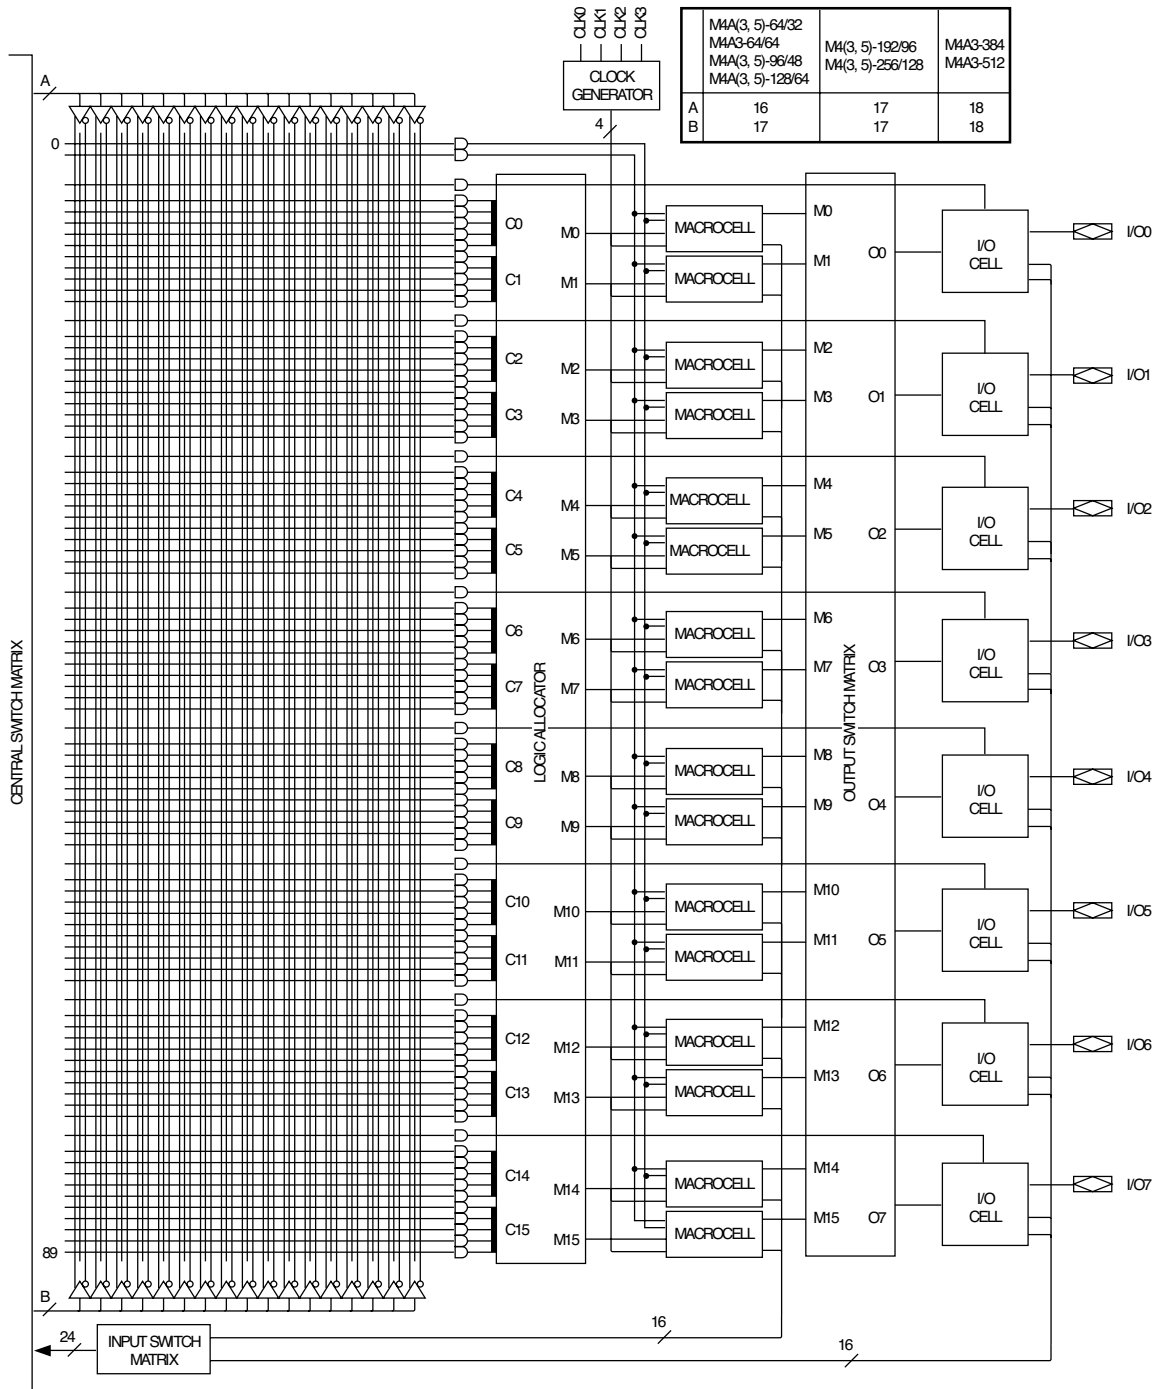 CLK0
CLK1
CLK2
CLK3
CLOCK
GENERATOR
4
M4A(3, 5)-64/32
M4A3-64/64
M4A(3, 5)-96/48
M4A(3, 5)-128/64
M4(3, 5)-192/96
M4(3, 5)-256/128
M4A3-384
M4A3-512
A 16 17 18
B 17 17 18
A
0
CENTRAL SWITCH MATRIX
LOGIC ALLOCATOR
OUTPUT SWITCH MATRIX
C0 M0 MACROCELL M0
C1 M1 MACROCELL M1
O0 I/O CELL I/O0
C2 M2 MACROCELL M2
C3 M3 MACROCELL M3
O1 I/O CELL I/O1
C4 M4 MACROCELL M4
C5 M5 MACROCELL M5
O2 I/O CELL I/O2
C6 M6 MACROCELL M6
C7 M7 MACROCELL M7
O3 I/O CELL I/O3
C8 M8 MACROCELL M8
C9 M9 MACROCELL M9
O4 I/O CELL I/O4
C10 M10 MACROCELL M10
C11 M11 MACROCELL M11
O5 I/O CELL I/O5
C12 M12 MACROCELL M12
C13 M13 MACROCELL M13
O6 I/O CELL I/O6
C14 M14 MACROCELL M14
C15 M15 MACROCELL M15
O7 I/O CELL I/O7
89
B
24
INPUT SWITCH
MATRIX
16
16